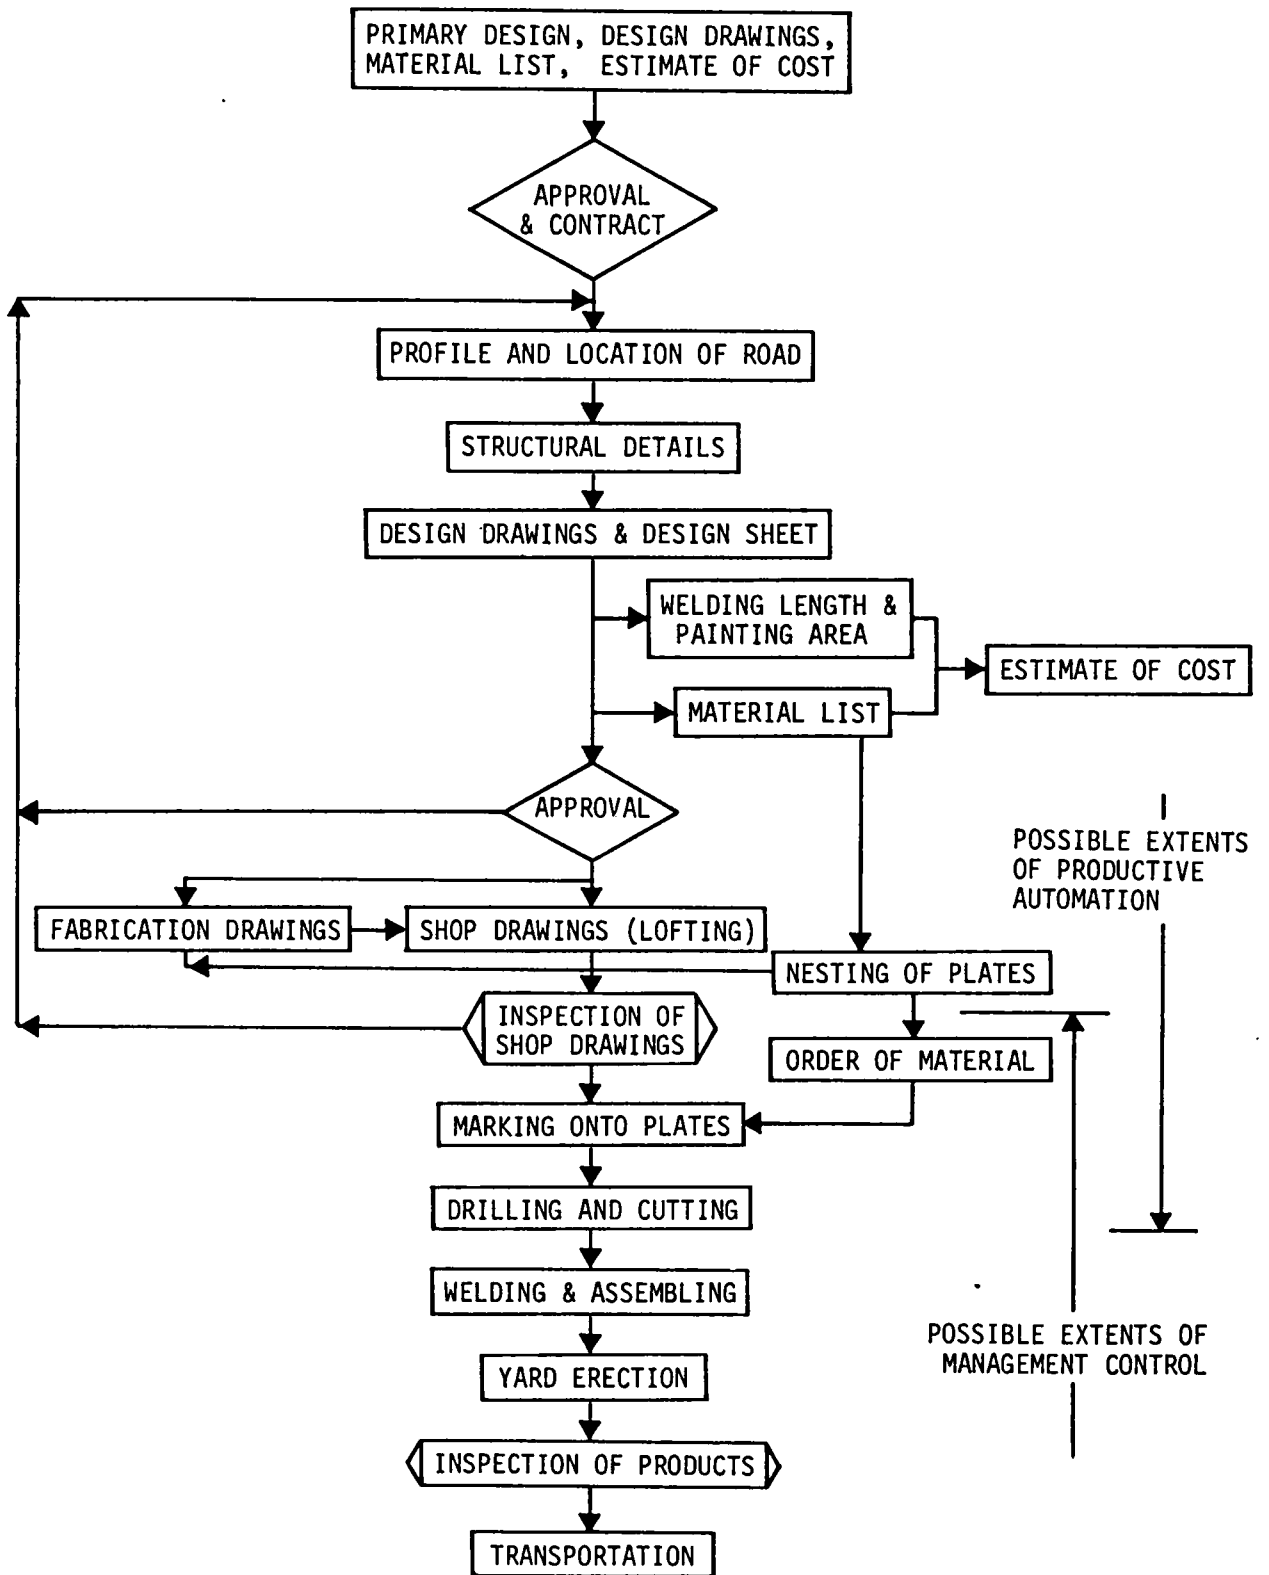 PRIMARY DESIGN, DESIGN DRAWINGS,
MATERIAL LIST, ESTIMATE OF COST
APPROVAL
& CONTRACT
PROFILE AND LOCATION OF ROAD
STRUCTURAL DETAILS
DESIGN DRAWINGS & DESIGN SHEET
WELDING LENGTH &
PAINTING AREA
ESTIMATE OF COST
MATERIAL LIST
APPROVAL
POSSIBLE EXTENTS
OF PRODUCTIVE
AUTOMATION
FABRICATION DRAWINGS
SHOP DRAWINGS (LOFTING)
NESTING OF PLATES
INSPECTION OF
SHOP DRAWINGS
ORDER OF MATERIAL
MARKING ONTO PLATES
DRILLING AND CUTTING
WELDING & ASSEMBLING
POSSIBLE EXTENTS OF
MANAGEMENT CONTROL
YARD ERECTION
INSPECTION OF PRODUCTS
TRANSPORTATION